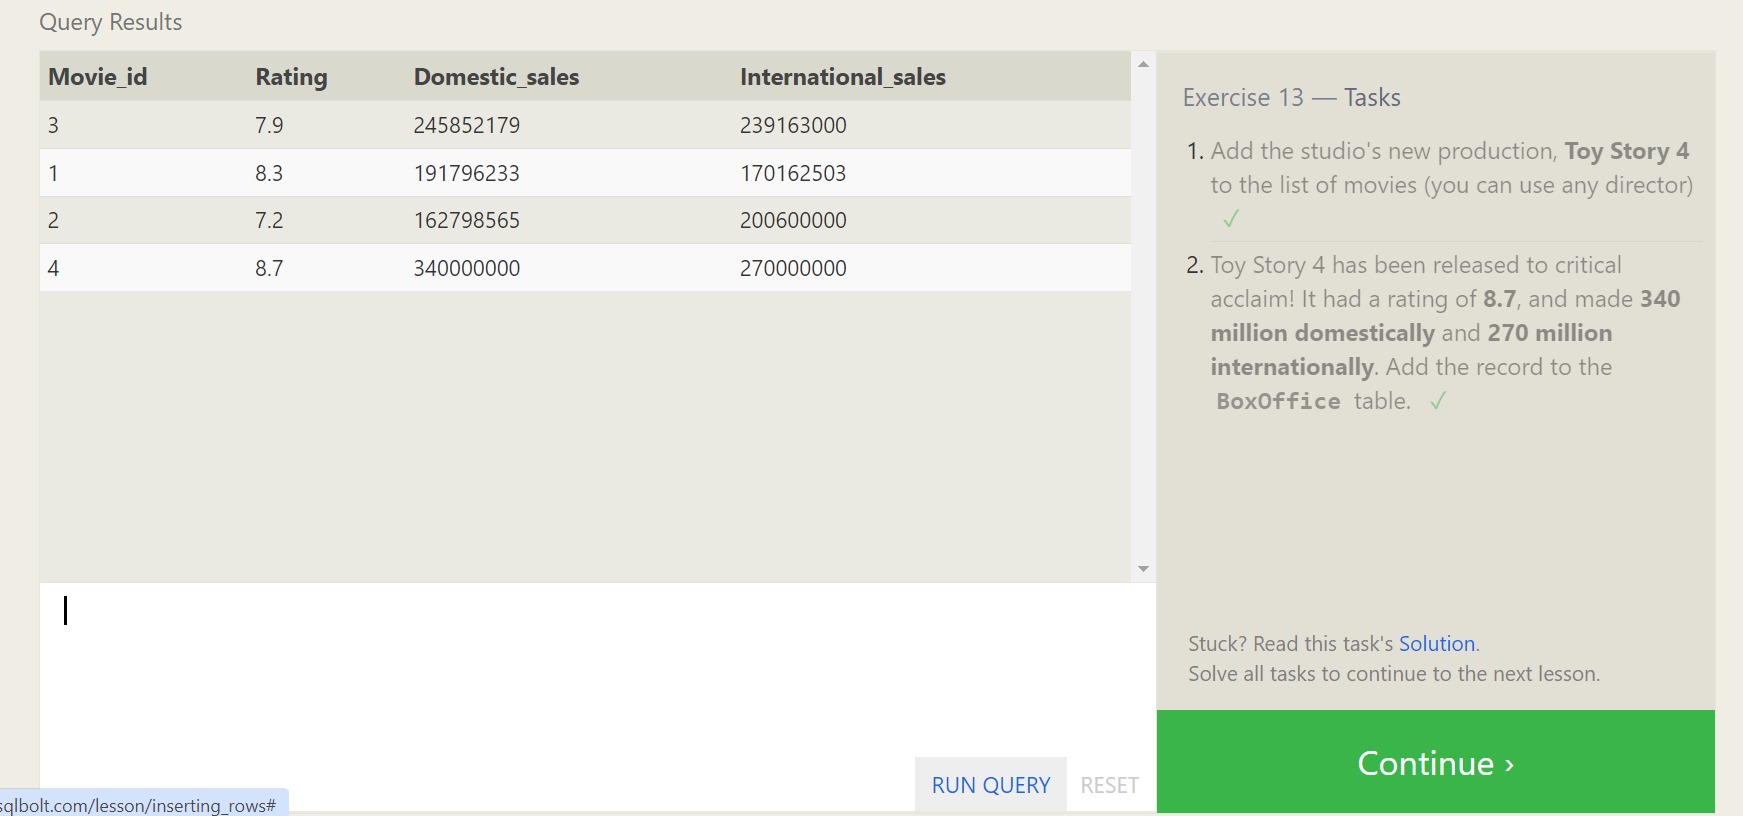 Query Results
Movie_id Rating Domestic_sales International_sales
3 7.9 245852179 239163000
1 8.3 191796233 170162503
2 7.2 162798565 200600000
4 8.7 340000000 270000000
Exercise 13 — Tasks
1. Add the studio's new production, Toy Story 4
to the list of movies (you can use any director)
✓
2. Toy Story 4 has been released to critical
acclaim! It had a rating of 8.7, and made 340
million domestically and 270 million
internationally. Add the record to the
BoxOffice table. ✓
Stuck? Read this task's Solution.
Solve all tasks to continue to the next lesson.
RUN QUERY RESET
Continue ›
sqlbolt.com/lesson/inserting_rows#